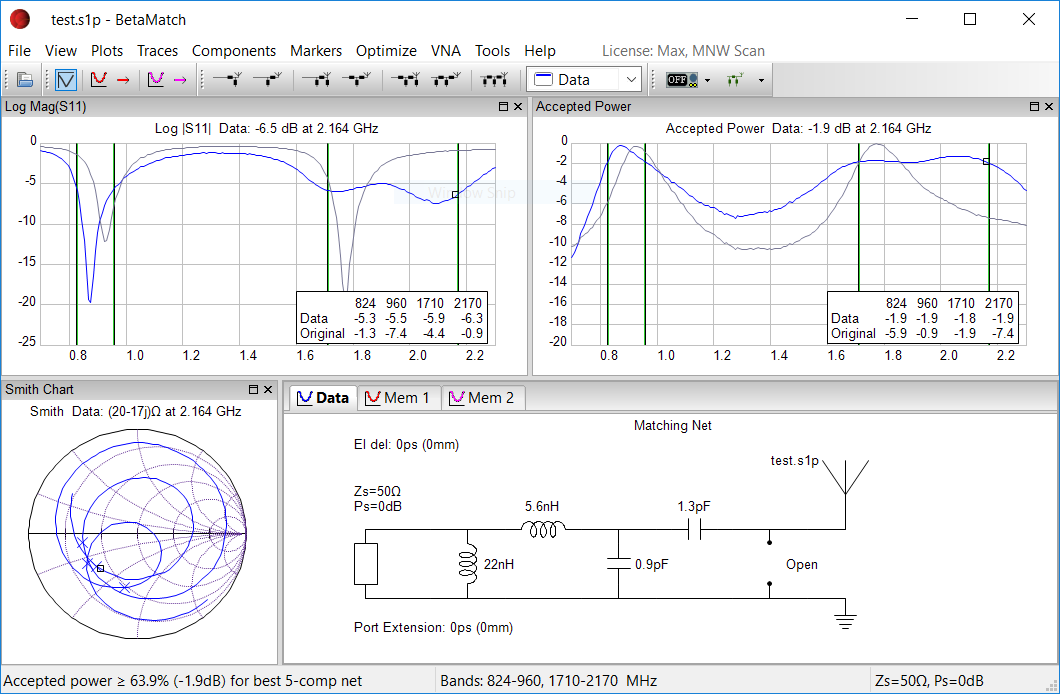 test.s1p - BetaMatch
File View Plots Traces Components Markers Optimize VNA Tools Help License: Max, MNW Scan
Data OFF
Log Mag(S11)
Log |S11| Data: -6.5 dB at 2.164 GHz
0
-5
-10
-15
-20
-25
0.8 1.0 1.2 1.4 1.6 1.8 2.0 2.2
Window Snip
824 960 1710 2170
Data -5.3 -5.5 -5.9 -6.3
Original -1.3 -7.4 -4.4 -0.9
Accepted Power
Accepted Power Data: -1.9 dB at 2.164 GHz
0
-2
-4
-6
-8
-10
-12
-14
-16
-18
-20
0.8 1.0 1.2 1.4 1.6 1.8 2.0 2.2
824 960 1710 2170
Data -1.9 -1.9 -1.8 -1.9
Original -5.9 -0.9 -1.9 -7.4
Smith Chart
Smith Data: (20-17j)Ω at 2.164 GHz
Data Mem 1 Mem 2
Matching Net
El del: 0ps (0mm)
test.s1p
Zs=50Ω
Ps=0dB
5.6nH
1.3pF
22nH
0.9pF
Open
Port Extension: 0ps (0mm)
Accepted power ≥ 63.9% (-1.9dB) for best 5-comp net
Bands: 824-960, 1710-2170 MHz
Zs=50Ω, Ps=0dB